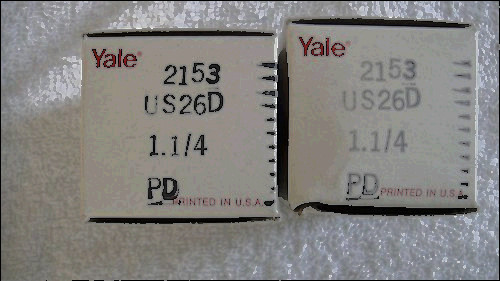 Yale
2153
US26D
1.1/4
PD
PRINTED IN U.S.A.
Yale
2153
US26D
1.1/4
PD
PRINTED IN U.S.A.